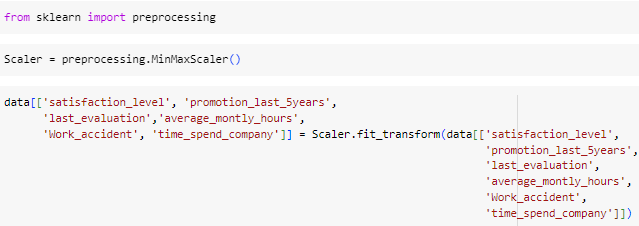 from sklearn import preprocessing
Scaler = preprocessing.MinMaxScaler()
data[['satisfaction_level', 'promotion_last_5years',
'last_evaluation','average_montly_hours',
'Work_accident', 'time_spend_company']] = Scaler.fit_transform(data[['satisfaction_level',
'promotion_last_5years',
'last_evaluation',
'average_montly_hours',
'Work_accident',
'time_spend_company']])